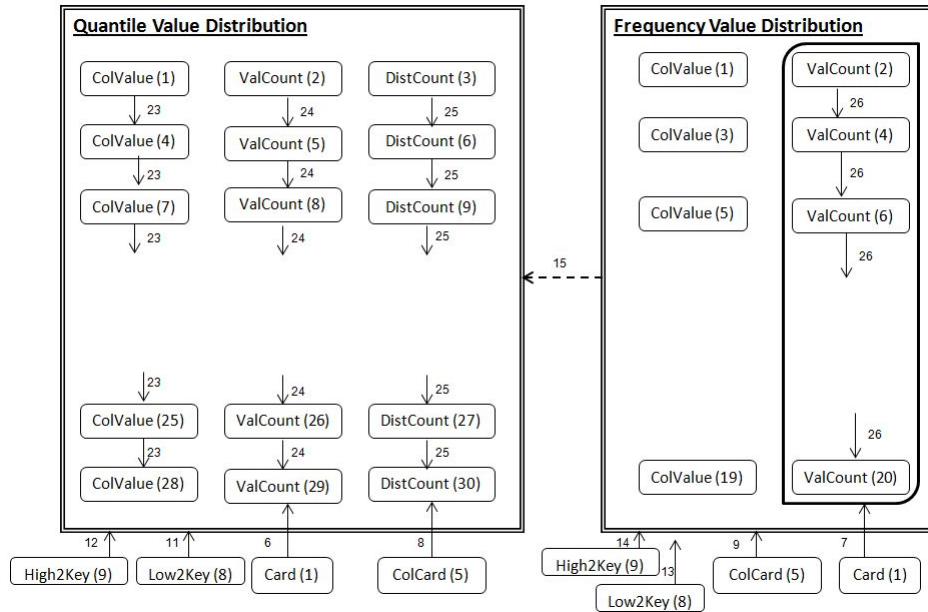 Quantile Value Distribution
ColValue (1)
ValCount (2)
DistCount (3)
23
24
25
ColValue (4)
ValCount (5)
DistCount (6)
23
24
25
ColValue (7)
ValCount (8)
DistCount (9)
23
24
25
23
24
25
ColValue (25)
ValCount (26)
DistCount (27)
23
24
25
ColValue (28)
ValCount (29)
DistCount (30)
12
11
6
8
High2Key (9)
Low2Key (8)
Card (1)
ColCard (5)
15
Frequency Value Distribution
ColValue (1)
ValCount (2)
26
ColValue (3)
ValCount (4)
26
ColValue (5)
ValCount (6)
26
26
ColValue (19)
ValCount (20)
14
13
9
7
High2Key (9)
Low2Key (8)
ColCard (5)
Card (1)